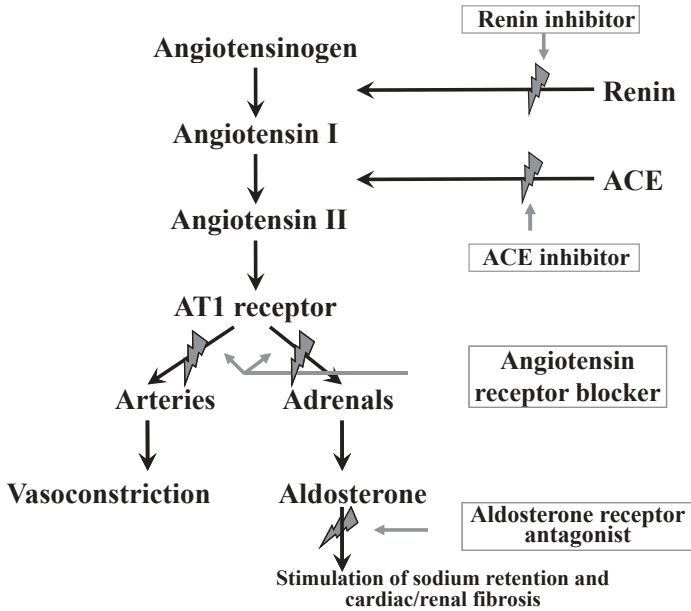 Renin inhibitor
Angiotensinogen
Renin
Angiotensin I
ACE
Angiotensin II
ACE inhibitor
AT1 receptor
Angiotensin
receptor blocker
Arteries
Adrenals
Vasoconstriction
Aldosterone
Aldosterone receptor
antagonist
Stimulation of sodium retention and
cardiac/renal fibrosis